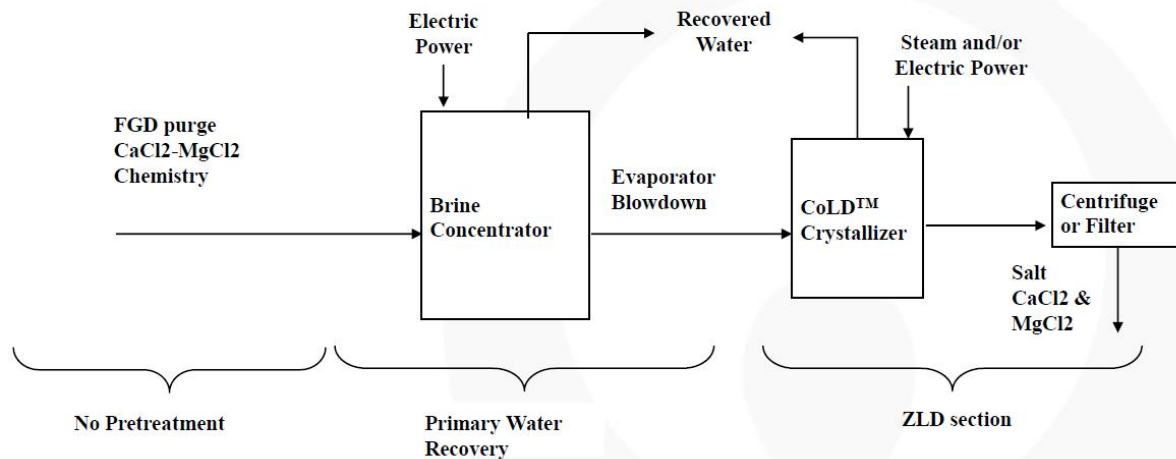 Electric
Power
Recovered
Water
Steam and/or
Electric Power
FGD purge
CaCl2-MgCl2
Chemistry
Brine
Concentrator
Evaporator
Blowdown
CoLD™
Crystallizer
Centrifuge
or Filter
Salt
CaCl2 &
MgCl2
No Pretreatment
Primary Water
Recovery
ZLD section